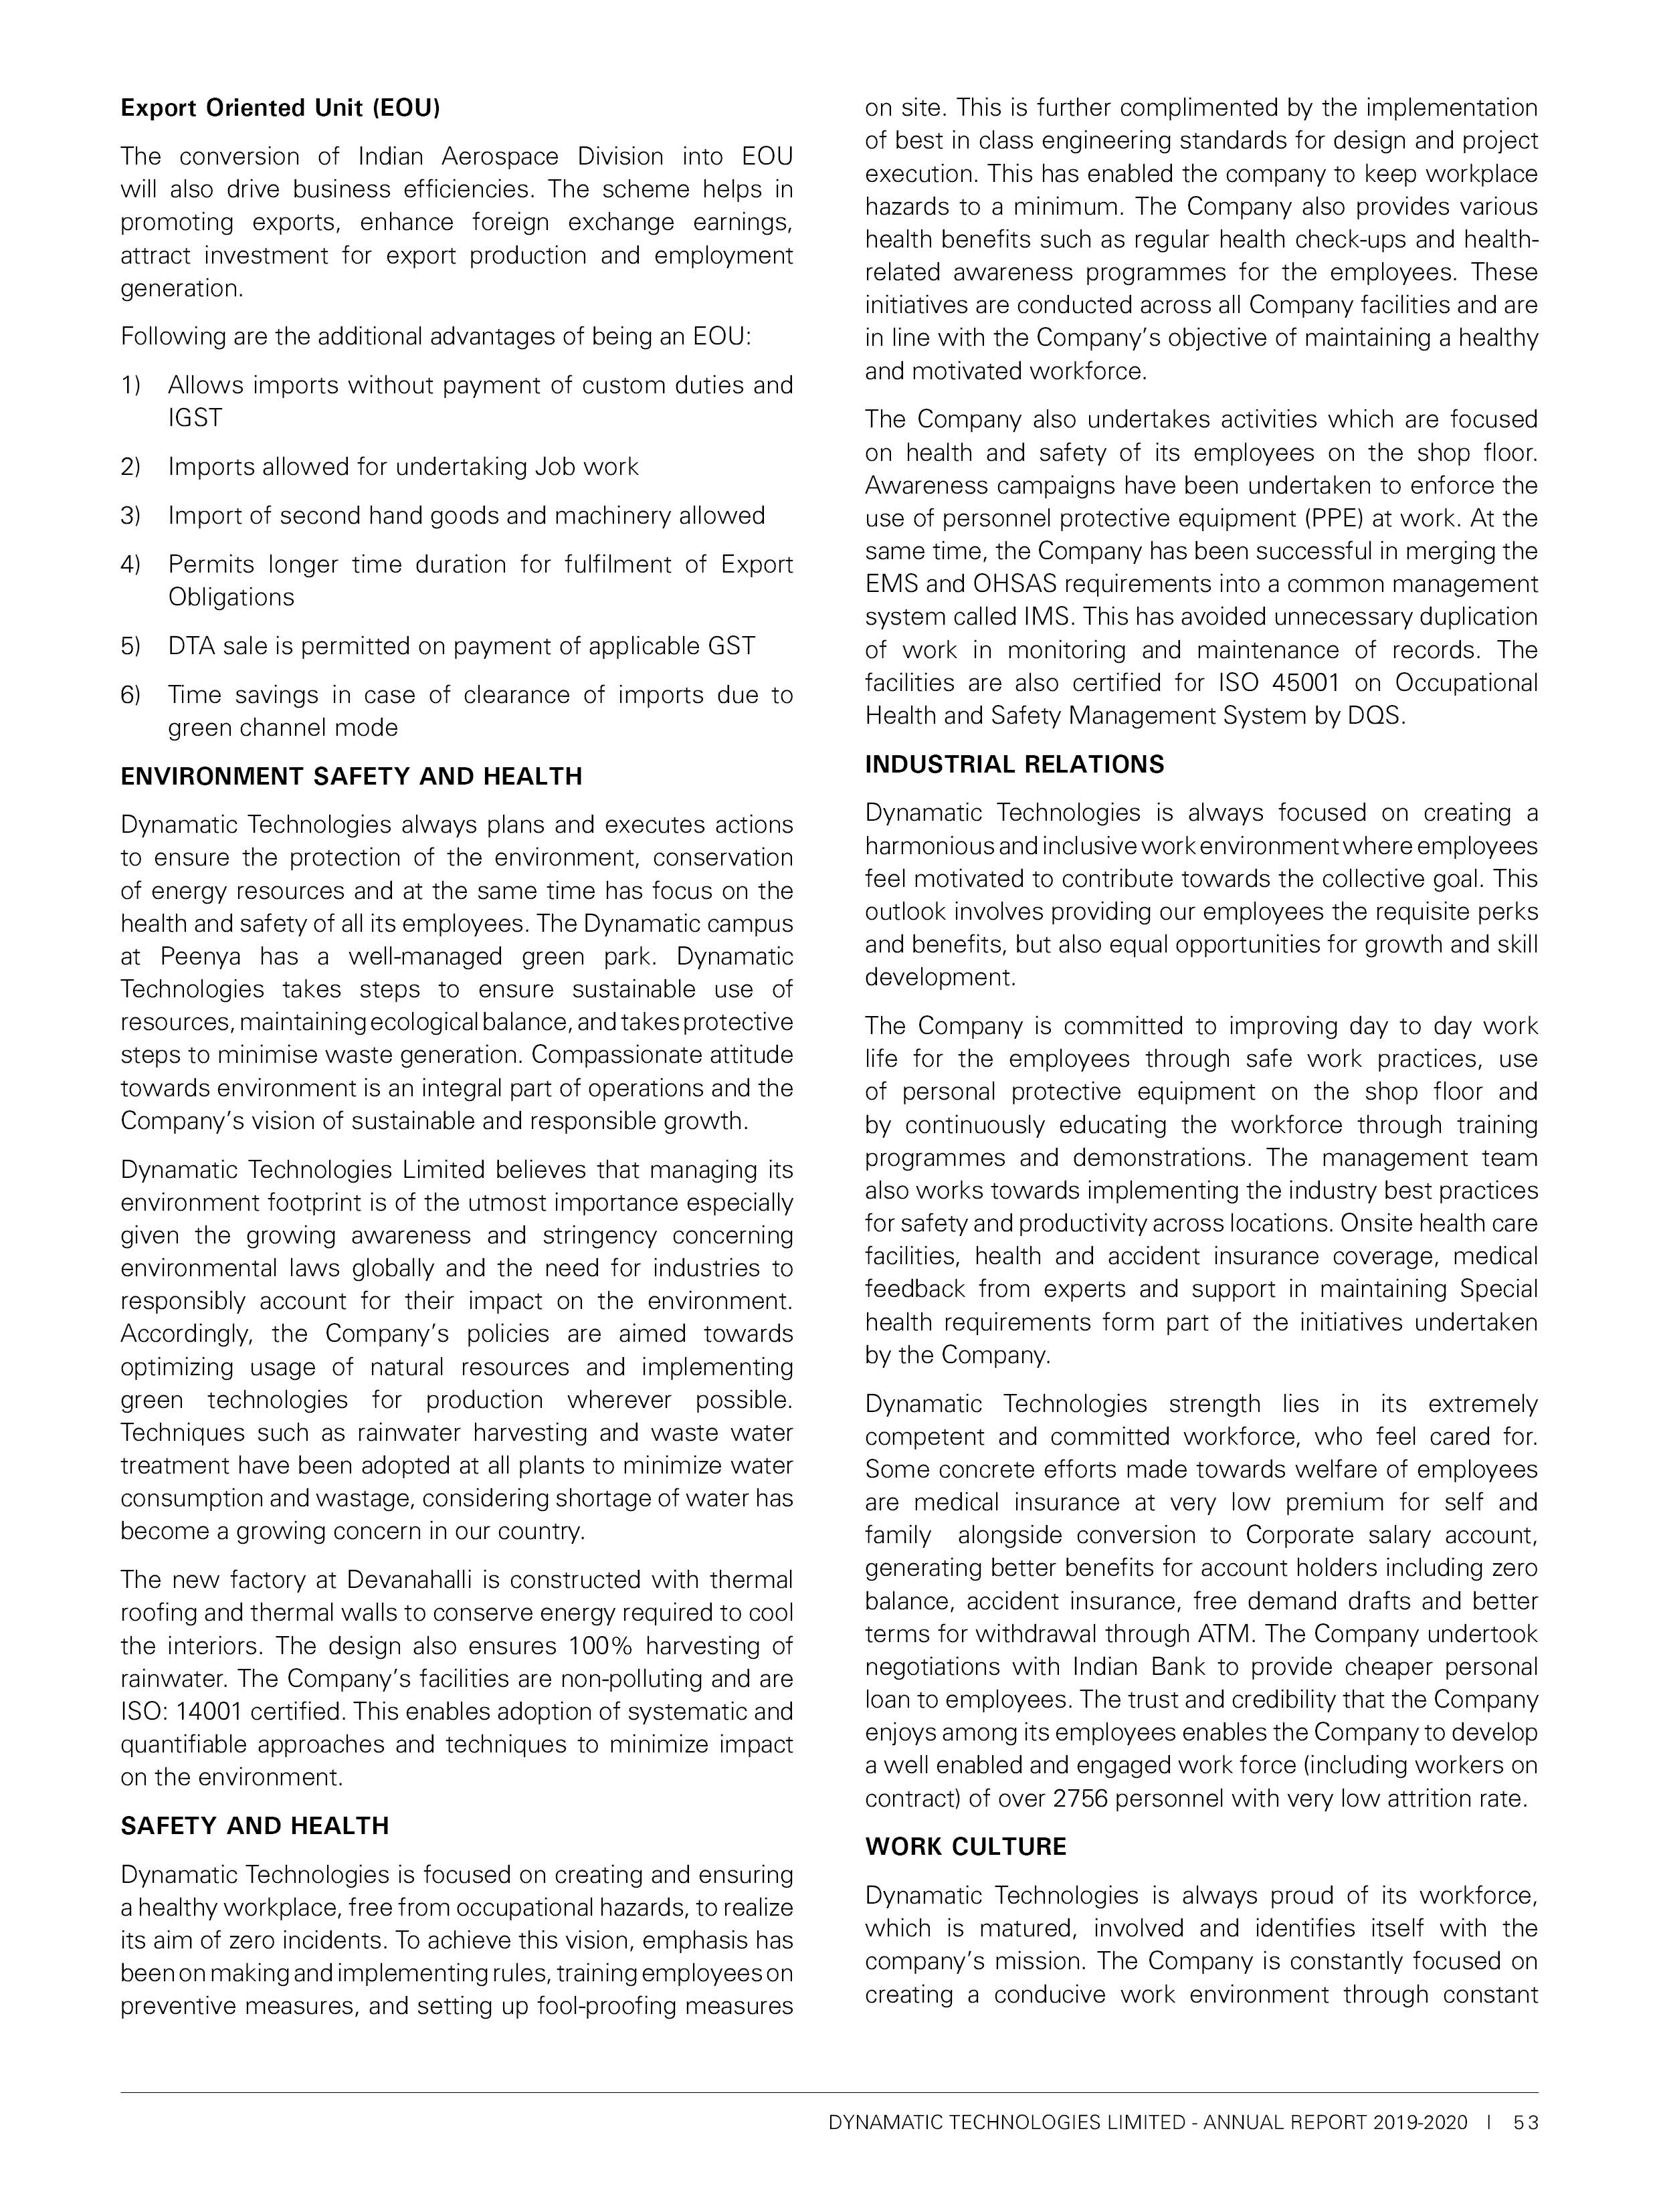 Export Oriented Unit (EOU)
The conversion of Indian Aerospace Division into EOU
will also drive business efficiencies. The scheme helps in
promoting exports, enhance foreign exchange earnings,
attract investment for export production and employment
generation.
Following are the additional advantages of being an EOU:
1) Allows imports without payment of custom duties and
IGST
2) Imports allowed for undertaking Job work
3) Import of second hand goods and machinery allowed
4) Permits longer time duration for fulfilment of Export
Obligations
5) DTA sale is permitted on payment of applicable GST
6) Time savings in case of clearance of imports due to
green channel mode
ENVIRONMENT SAFETY AND HEALTH
Dynamatic Technologies always plans and executes actions
to ensure the protection of the environment, conservation
of energy resources and at the same time has focus on the
health and safety of all its employees. The Dynamatic campus
at Peenya has a well-managed green park. Dynamatic
Technologies takes steps to ensure sustainable use of
resources, maintaining ecological balance, and takes protective
steps to minimise waste generation. Compassionate attitude
towards environment is an integral part of operations and the
Company's vision of sustainable and responsible growth.
Dynamatic Technologies Limited believes that managing its
environment footprint is of the utmost importance especially
given the growing awareness and stringency concerning
environmental laws globally and the need for industries to
responsibly account for their impact on the environment.
Accordingly, the Company's policies are aimed towards
optimizing usage of natural resources and implementing
green technologies for production wherever possible.
Techniques such as rainwater harvesting and waste water
treatment have been adopted at all plants to minimize water
consumption and wastage, considering shortage of water has
become a growing concern in our country.
The new factory at Devanahalli is constructed with thermal
roofing and thermal walls to conserve energy required to cool
the interiors. The design also ensures 100% harvesting of
rainwater. The Company's facilities are non-polluting and are
ISO: 14001 certified. This enables adoption of systematic and
quantifiable approaches and techniques to minimize impact
on the environment.
SAFETY AND HEALTH
Dynamatic Technologies is focused on creating and ensuring
a healthy workplace, free from occupational hazards, to realize
its aim of zero incidents. To achieve this vision, emphasis has
been on making and implementing rules, training employees on
preventive measures, and setting up fool-proofing measures
on site. This is further complimented by the implementation
of best in class engineering standards for design and project
execution. This has enabled the company to keep workplace
hazards to a minimum. The Company also provides various
health benefits such as regular health check-ups and health-
related awareness programmes for the employees. These
initiatives are conducted across all Company facilities and are
in line with the Company's objective of maintaining a healthy
and motivated workforce.
The Company also undertakes activities which are focused
on health and safety of its employees on the shop floor.
Awareness campaigns have been undertaken to enforce the
use of personnel protective equipment (PPE) at work. At the
same time, the Company has been successful in merging the
EMS and OHSAS requirements into a common management
system called IMS. This has avoided unnecessary duplication
of work in monitoring and maintenance of records. The
facilities are also certified for ISO 45001 on Occupational
Health and Safety Management System by DQS.
INDUSTRIAL RELATIONS
Dynamatic Technologies is always focused on creating a
harmonious and inclusive work environment where employees
feel motivated to contribute towards the collective goal. This
outlook involves providing our employees the requisite perks
and benefits, but also equal opportunities for growth and skill
development.
The Company is committed to improving day to day work
life for the employees through safe work practices, use
of personal protective equipment on the shop floor and
by continuously educating the workforce through training
programmes and demonstrations. The management team
also works towards implementing the industry best practices
for safety and productivity across locations. Onsite health care
facilities, health and accident insurance coverage, medical
feedback from experts and support in maintaining Special
health requirements form part of the initiatives undertaken
by the Company.
Dynamatic Technologies strength lies in its extremely
competent and committed workforce, who feel cared for.
Some concrete efforts made towards welfare of employees
are medical insurance at very low premium for self and
family alongside conversion to Corporate salary account,
generating better benefits for account holders including zero
balance, accident insurance, free demand drafts and better
terms for withdrawal through ATM. The Company undertook
negotiations with Indian Bank to provide cheaper personal
loan to employees. The trust and credibility that the Company
enjoys among its employees enables the Company to develop
a well enabled and engaged work force (including workers on
contract) of over 2756 personnel with very low attrition rate.
WORK CULTURE
Dynamatic Technologies is always proud of its workforce,
which is matured, involved and identifies itself with the
company's mission. The Company is constantly focused on
creating a conducive work environment through constant
DYNAMATIC TECHNOLOGIES LIMITED - ANNUAL REPORT 2019-2020 I 53